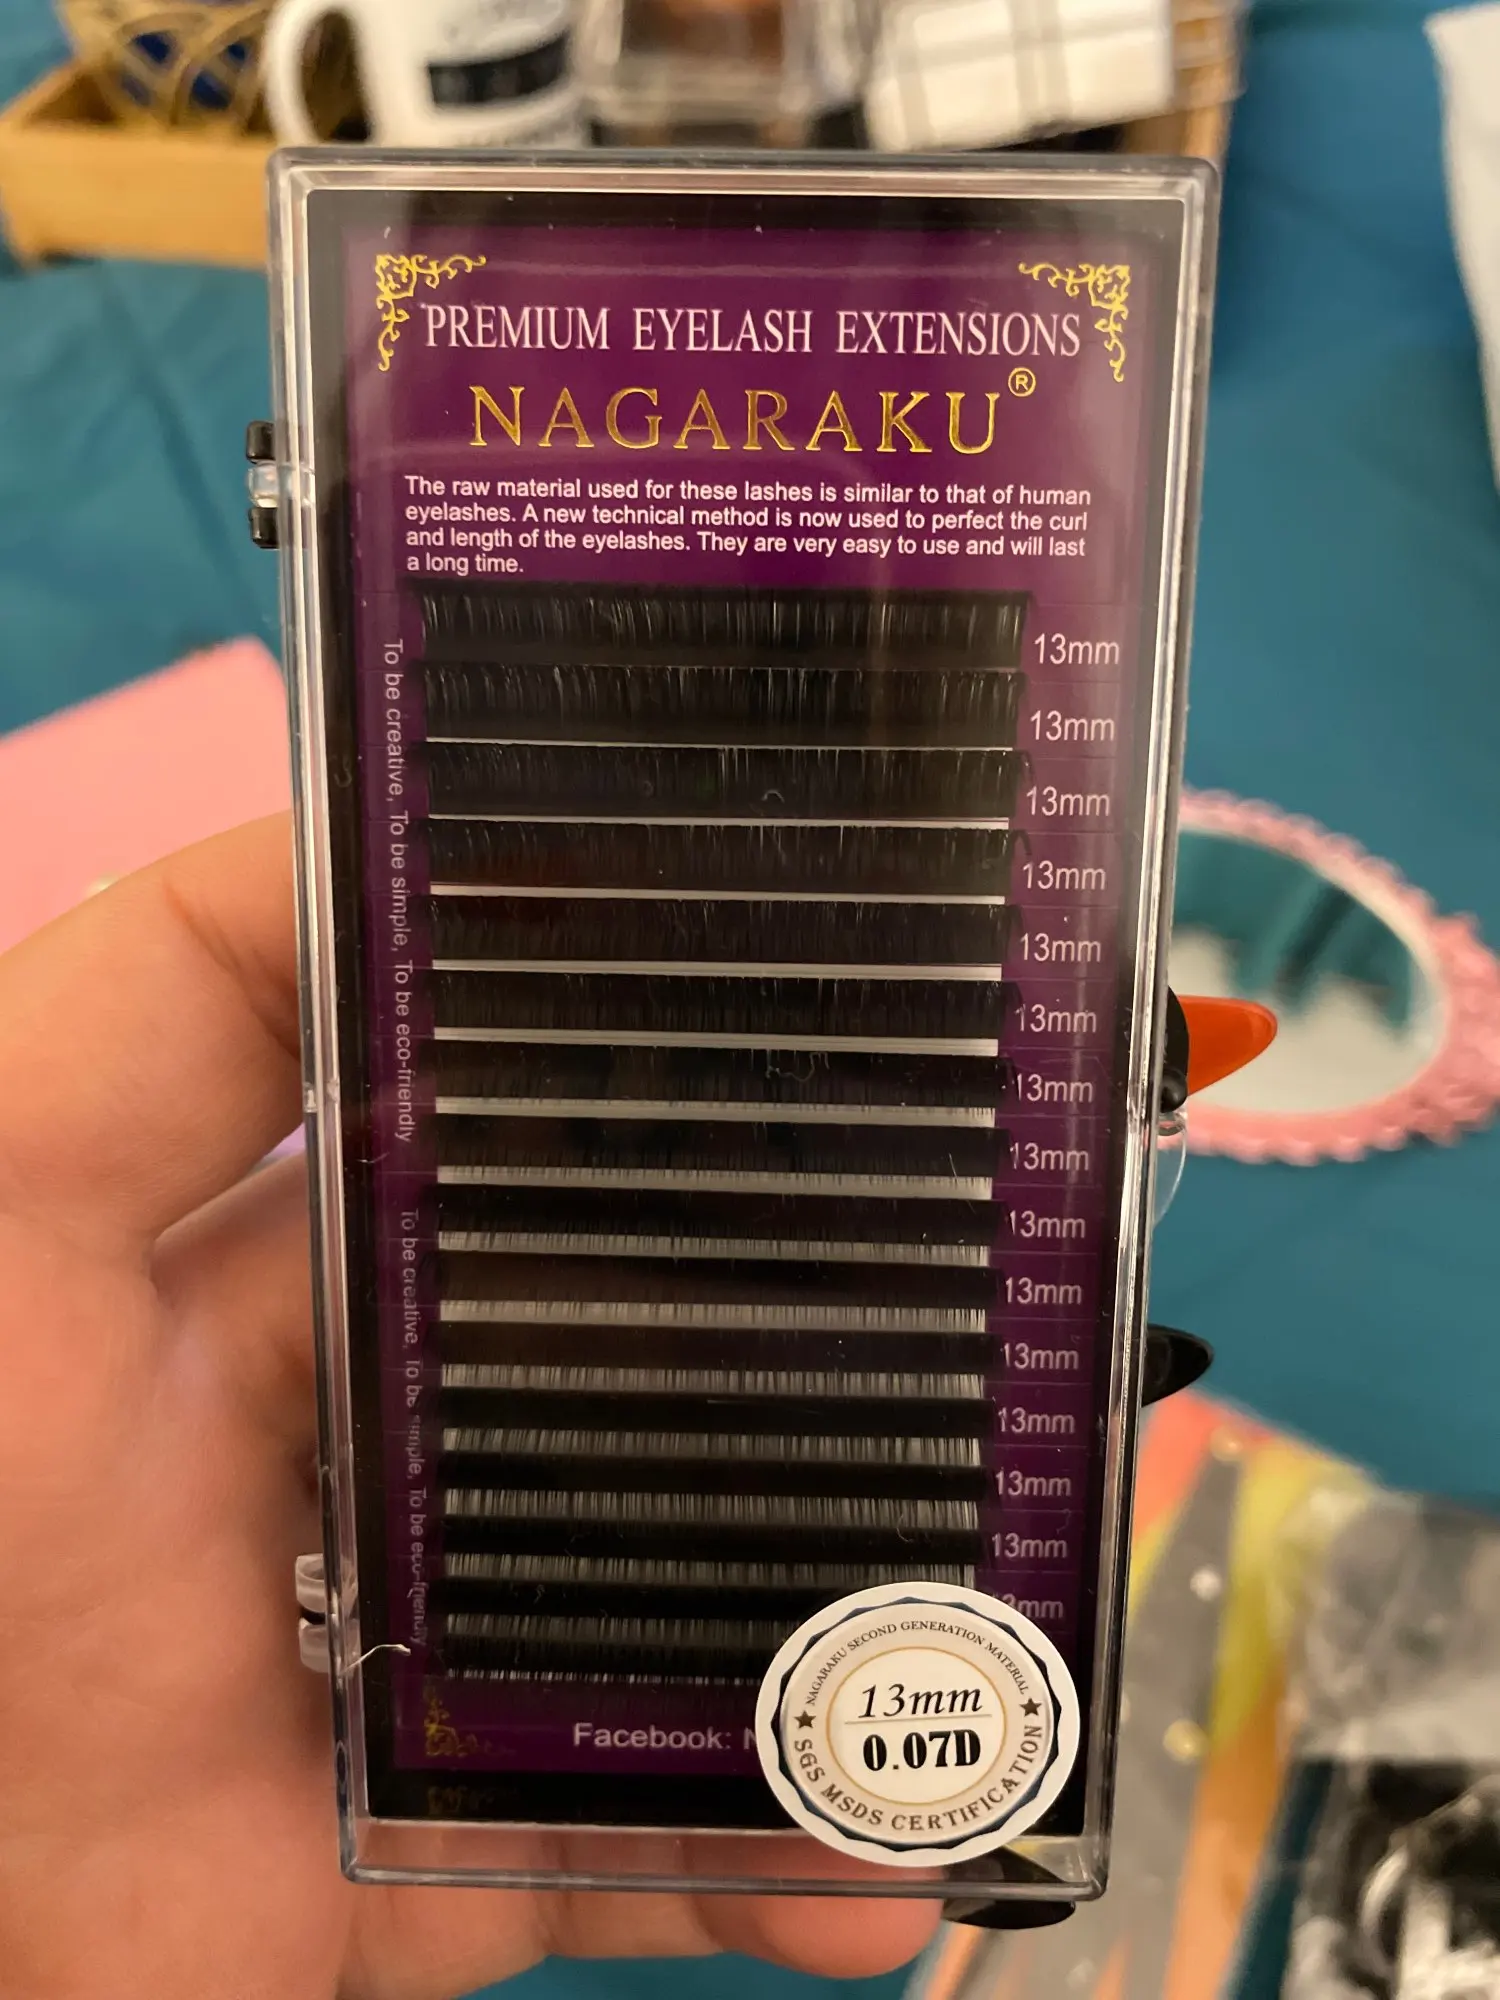 PREMIUM EYELASH EXTENSIONS
NAGARAKU®
The raw material used for these lashes is similar to that of human
eyelashes. A new technical method is now used to perfect the curl
and length of the eyelashes. They are very easy to use and will last
a long time.
13mm
13mm
13mm
13mm
13mm
13mm
13mm
13mm
13mm
13mm
13mm
13mm
13mm
13mm
To be creative, To be simple, To be eco-friendly
To be creative, To be simple, To be eco-friendly
Facebook:
NAGARAKU SECOND GENERATION MATERIAL
13mm
0.07D
SGS MSDS CERTIFICATION